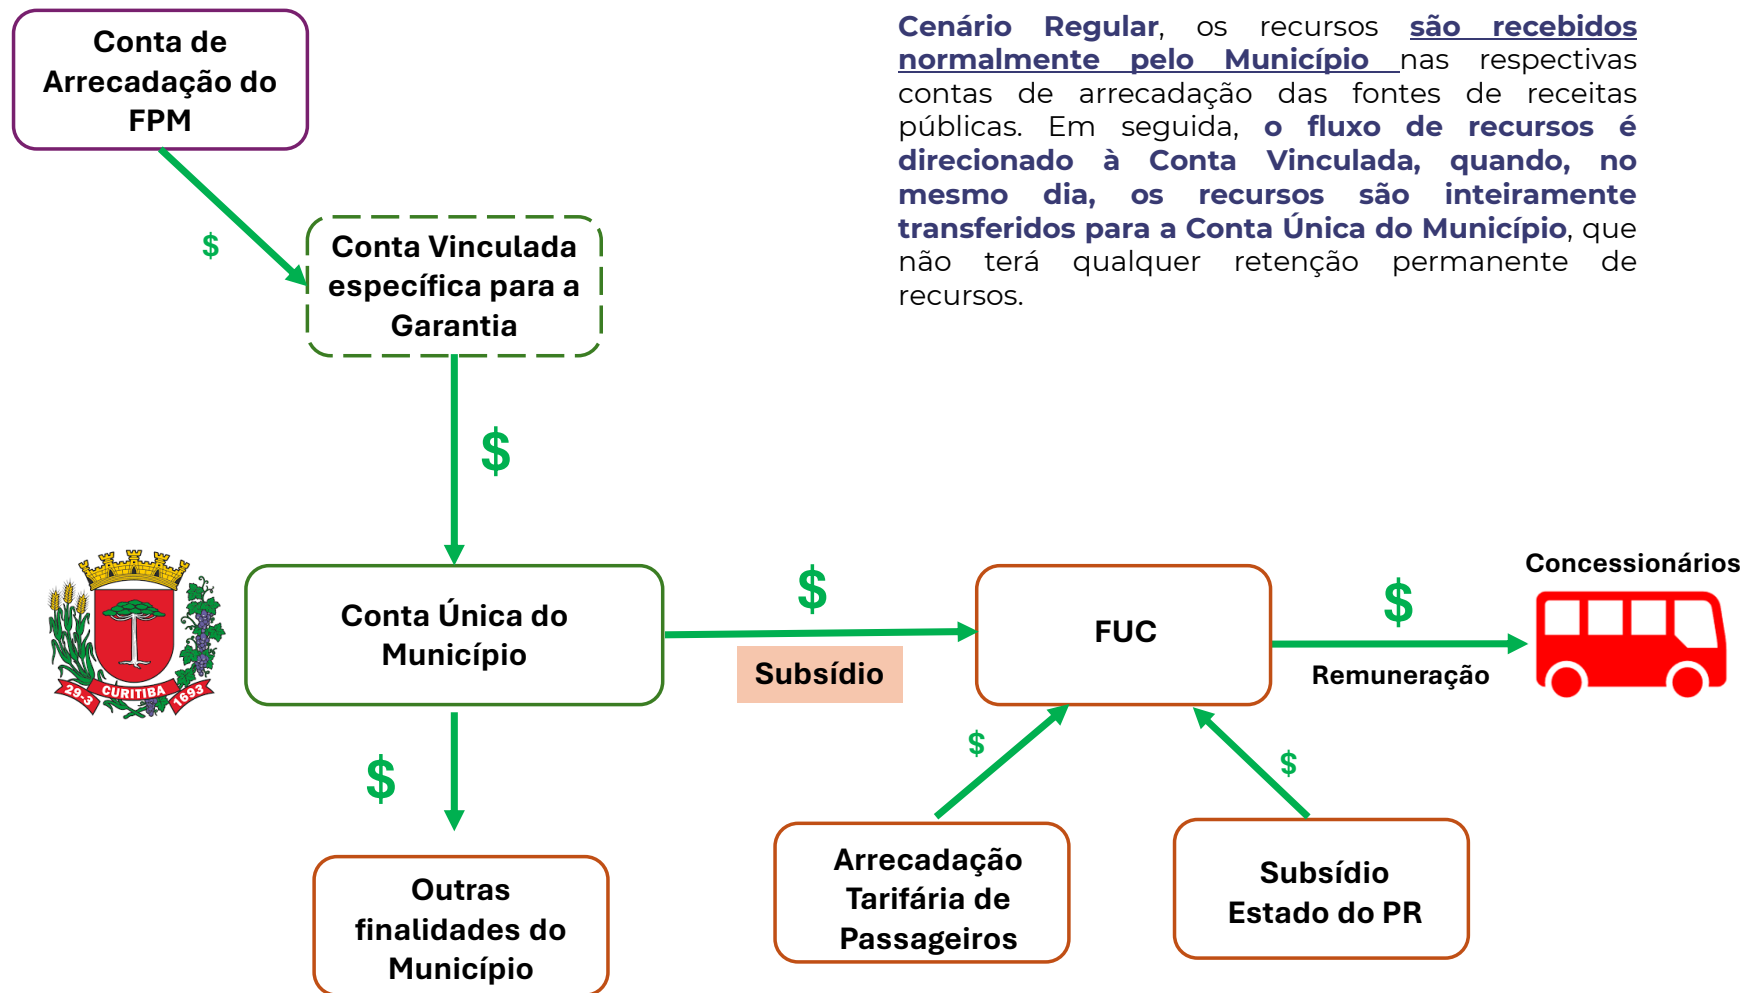 Conta de
Arrecadação do
FPM
Cenário Regular, os recursos são recebidos
normalmente pelo Município nas respectivas
contas de arrecadação das fontes de receitas
públicas. Em seguida, o fluxo de recursos é
direcionado à Conta Vinculada, quando, no
mesmo dia, os recursos são inteiramente
transferidos para a Conta Única do Município, que
não terá qualquer retenção permanente de
recursos.
$
Conta Vinculada
específica para a
Garantia
$
29-3
CURITIBA
1693
Conta Única do
Município
$
Subsídio
FUC
$
Remuneração
Concessionários
$
$
$
Outras
finalidades do
Município
Arrecadação
Tarifária de
Passageiros
Subsídio
Estado do PR